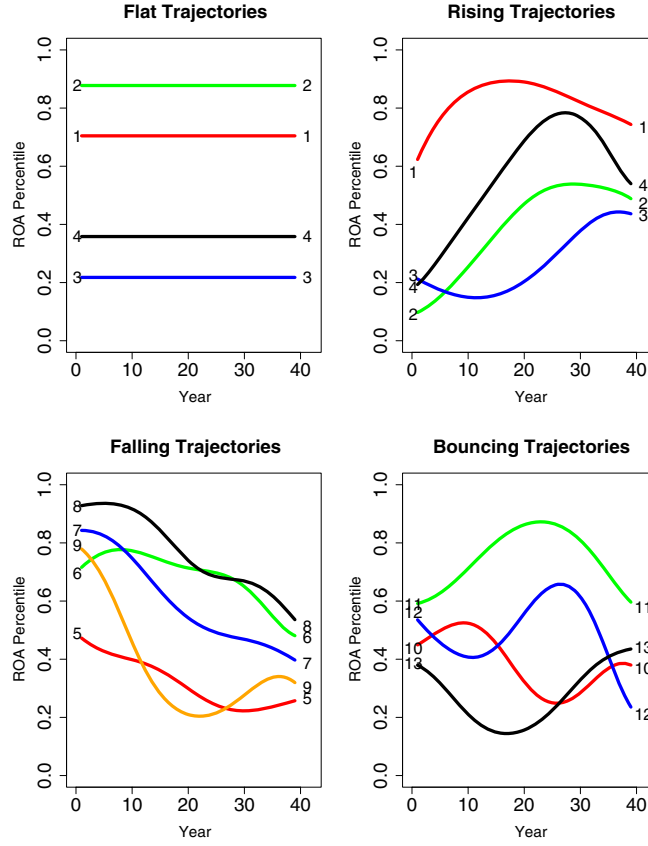 Flat Trajectories
ROA Percentile
1.0
0.8
0.6
0.4
0.2
0.0
2 2
1 1
4 4
3 3
0 10 20 30 40
Year
Rising Trajectories
ROA Percentile
1.0
0.8
0.6
0.4
0.2
0.0
1 1
3 4
4 2
2 3
0 10 20 30 40
Year
Falling Trajectories
ROA Percentile
1.0
0.8
0.6
0.4
0.2
0.0
8 8
7 6
9 7
6 9
5 5
0 10 20 30 40
Year
Bouncing Trajectories
ROA Percentile
1.0
0.8
0.6
0.4
0.2
0.0
11 11
12 13
10 10
13 12
0 10 20 30 40
Year